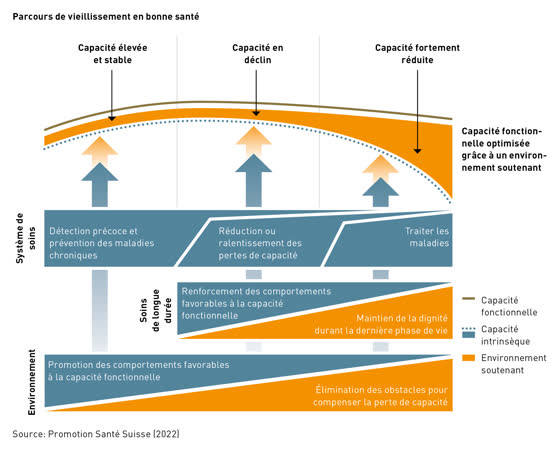 Parcours de vieillissement en bonne santé
Capacité élevée
et stable
Capacité en
déclin
Capacité fortement
réduite
Capacité fonction-
nelle optimisée
grâce à un environ-
nement soutenant
Système de
soins
Détection précoce et
prévention des maladies
chroniques
Réduction ou
ralentissement des
pertes de capacité
Traiter les
maladies
Soins
de longue
durée
Renforcement des comportements
favorables à la capacité
fonctionnelle
Maintien de la dignité
durant la dernière phase de vie
Capacité
fonctionnelle
Capacité
intrinsèque
Environnement
soutenant
Environnement
Promotion des comportements favorables
à la capacité fonctionnelle
Élimination des obstacles pour
compenser la perte de capacité
Source: Promotion Santé Suisse (2022)